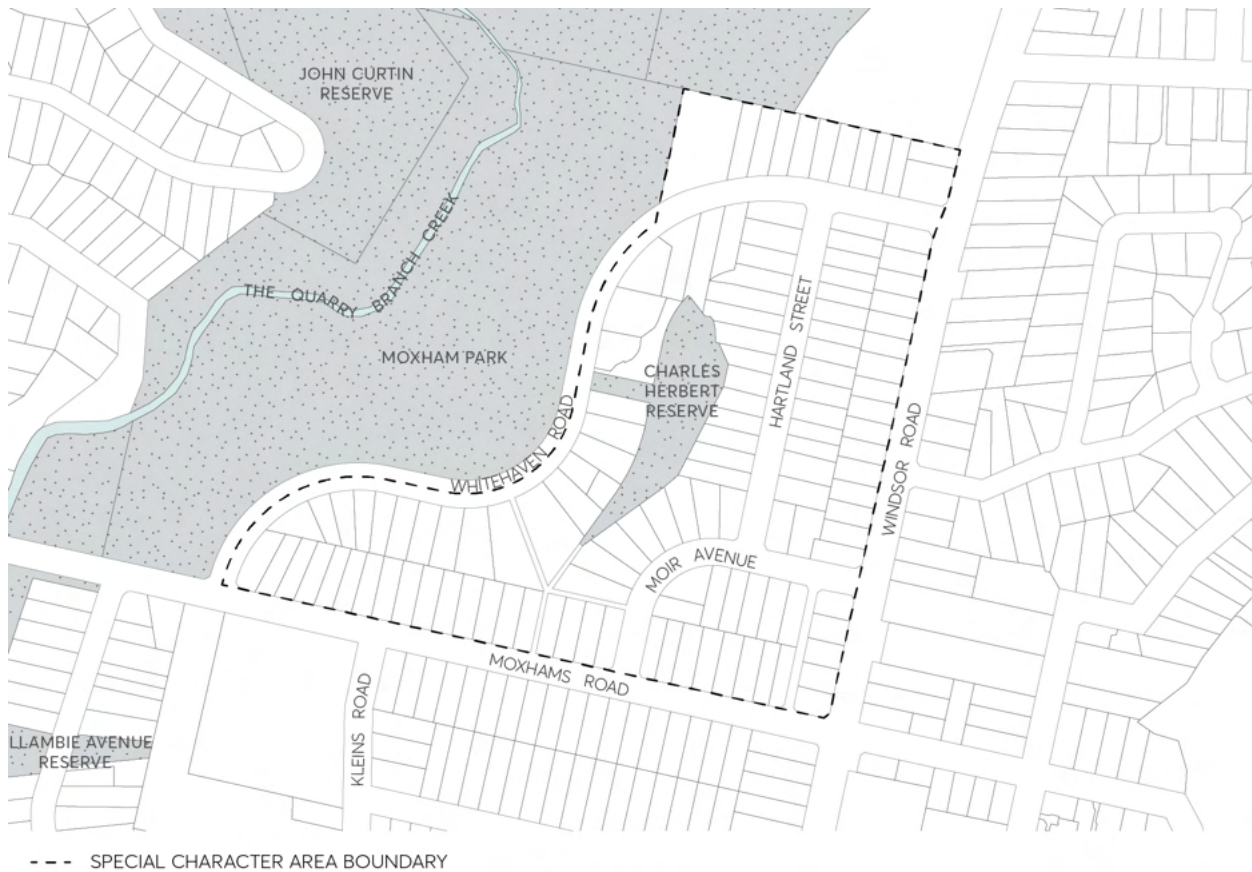 JOHN CURTIN
RESERVE
THE QUARRY BRANCH CREEK
MOXHAM PARK
CHARLES
HERBERT
RESERVE
HARTLAND STREET
WHITEHAVEN ROAD
WINDSOR ROAD
MOIR AVENUE
MOXHAMS ROAD
KLEINS ROAD
LLAMBIE AVENUE
RESERVE
SPECIAL CHARACTER AREA BOUNDARY